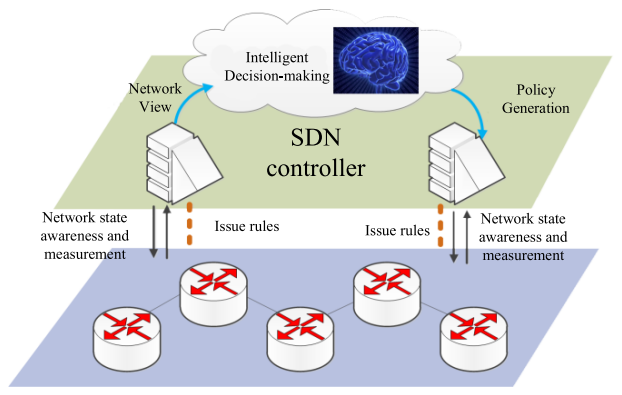 Intelligent
Decision-making
Network
View
Policy
Generation
SDN
controller
Network state
awareness and
measurement
Issue rules
Issue rules
Network state
awareness and
measurement